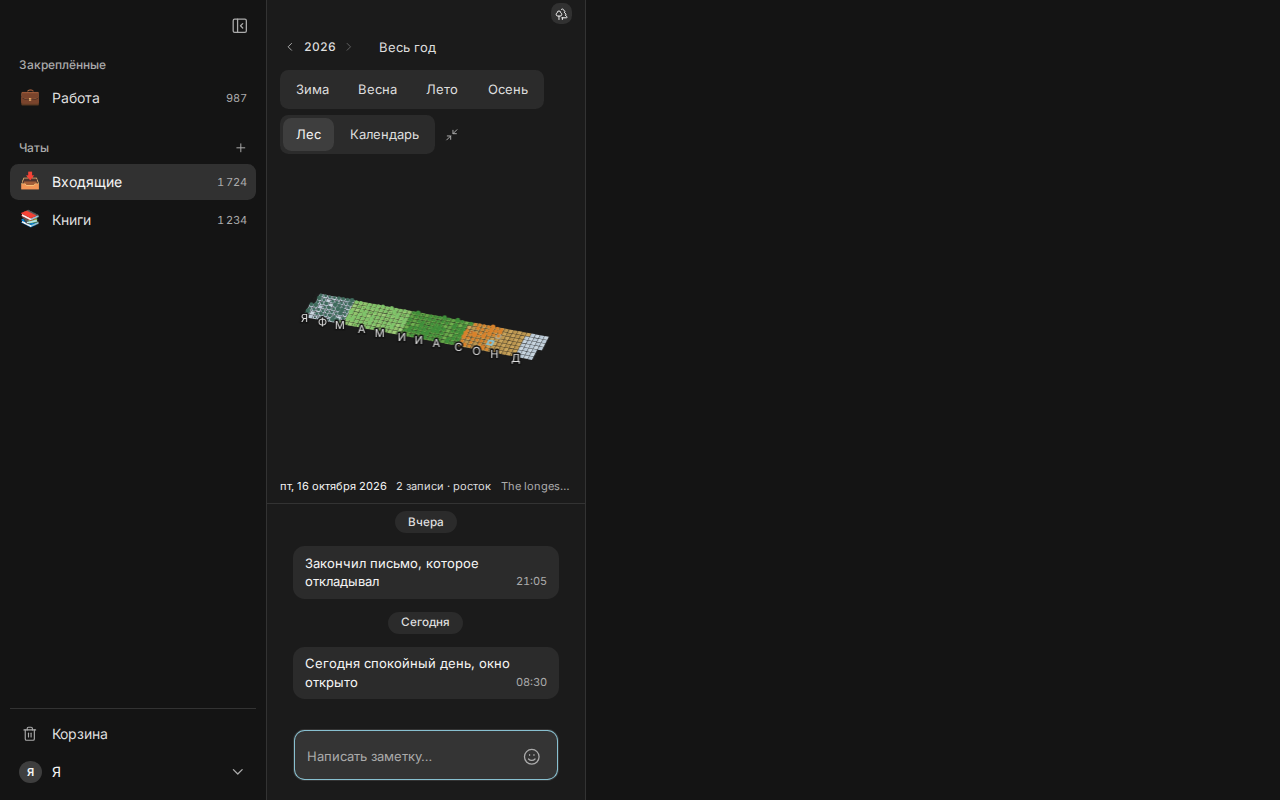 Закреплённые
Работа 987
Чаты
Входящие 1 724
Книги 1 234
Корзина
Я Я
2026 Весь год
Зима Весна Лето Осень
Лес Календарь
Я Ф М А М И И А С О Н Д
пт, 16 октября 2026 2 записи · росток The longes...
Вчера
Закончил письмо, которое
откладывал 21:05
Сегодня
Сегодня спокойный день, окно
открыто 08:30
Написать заметку...